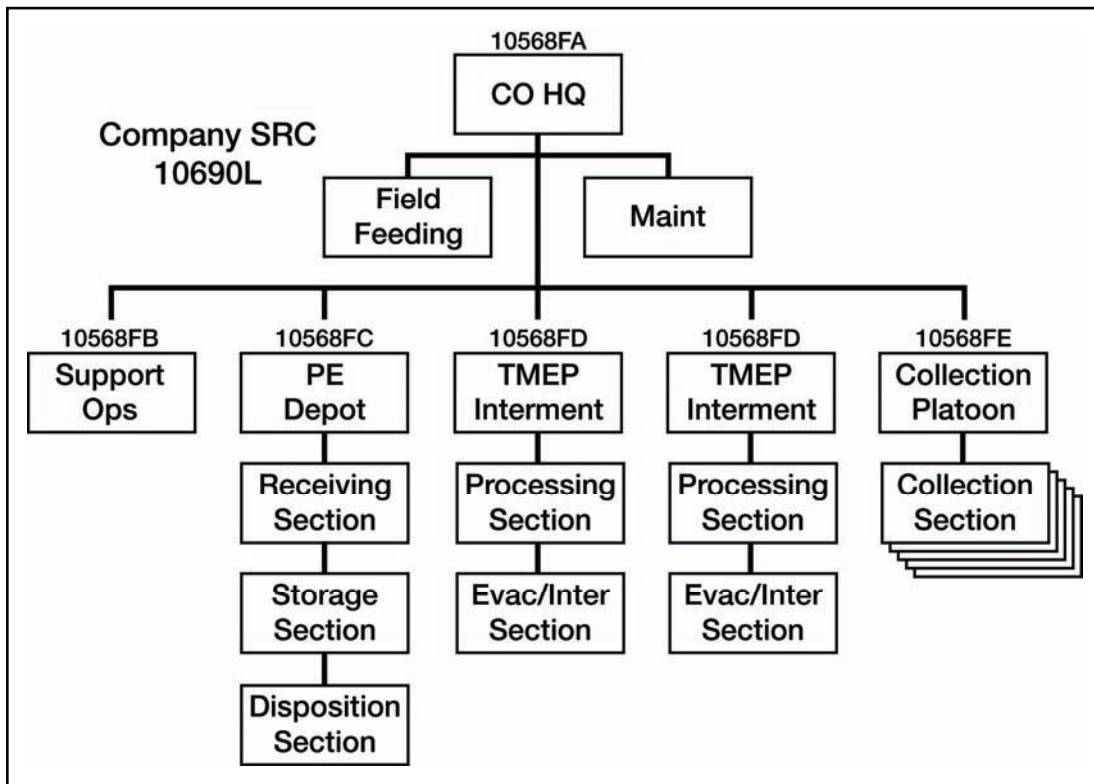 10568FA
CO HQ
Company SRC
10690L
Field
Feeding
Maint
10568FB
Support
Ops
10568FC
PE
Depot
10568FD
TMEP
Interment
10568FD
TMEP
Interment
10568FE
Collection
Platoon
Receiving
Section
Processing
Section
Processing
Section
Collection
Section
Storage
Section
Evac/Inter
Section
Evac/Inter
Section
Disposition
Section